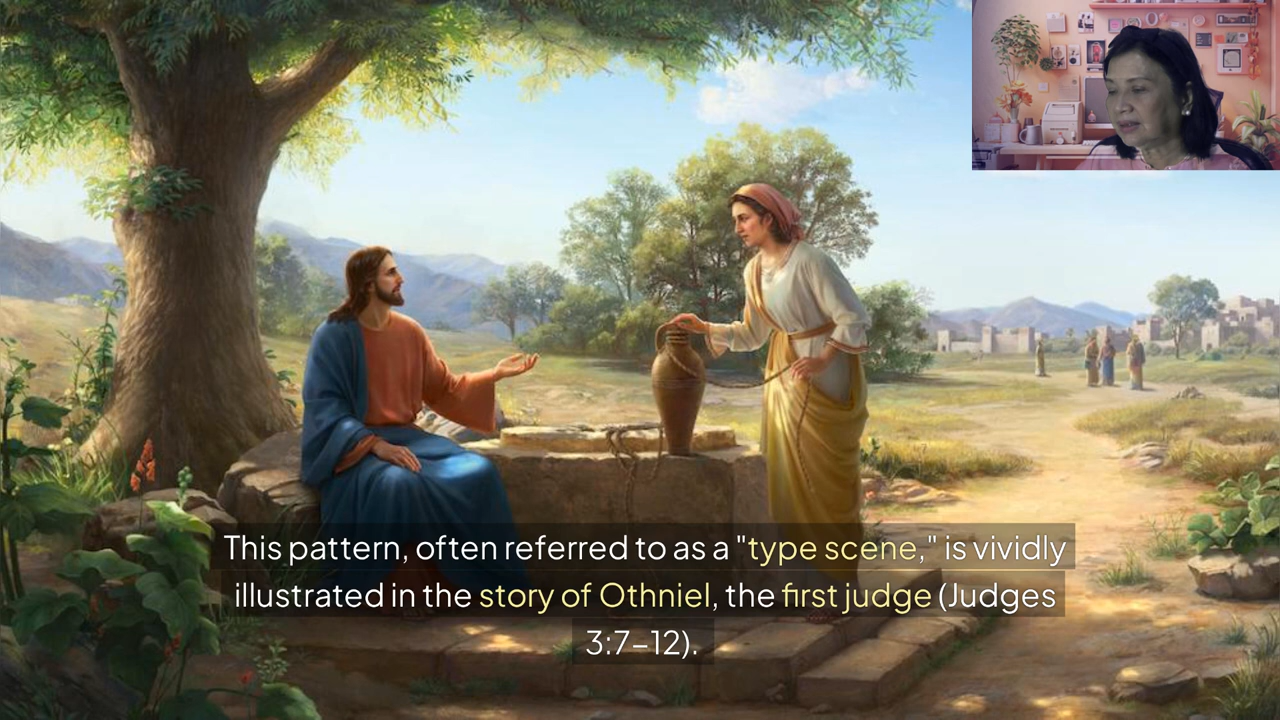 This pattern, often referred to as a "type scene," is vividly
illustrated in the story of Othniel, the first judge (Judges
3:7–12).